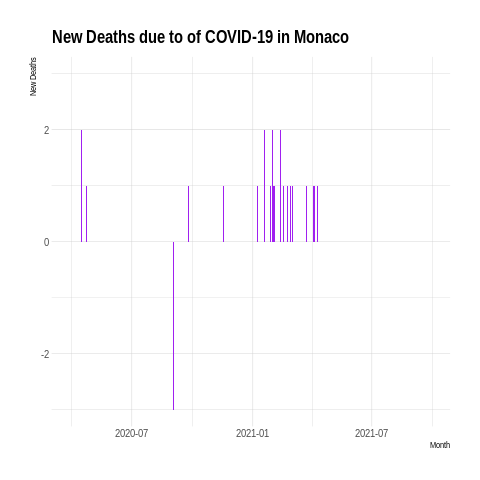 New Deaths due to of COVID-19 in Monaco
New Deaths
2
0
-2
2020-07
2021-01
2021-07
Month